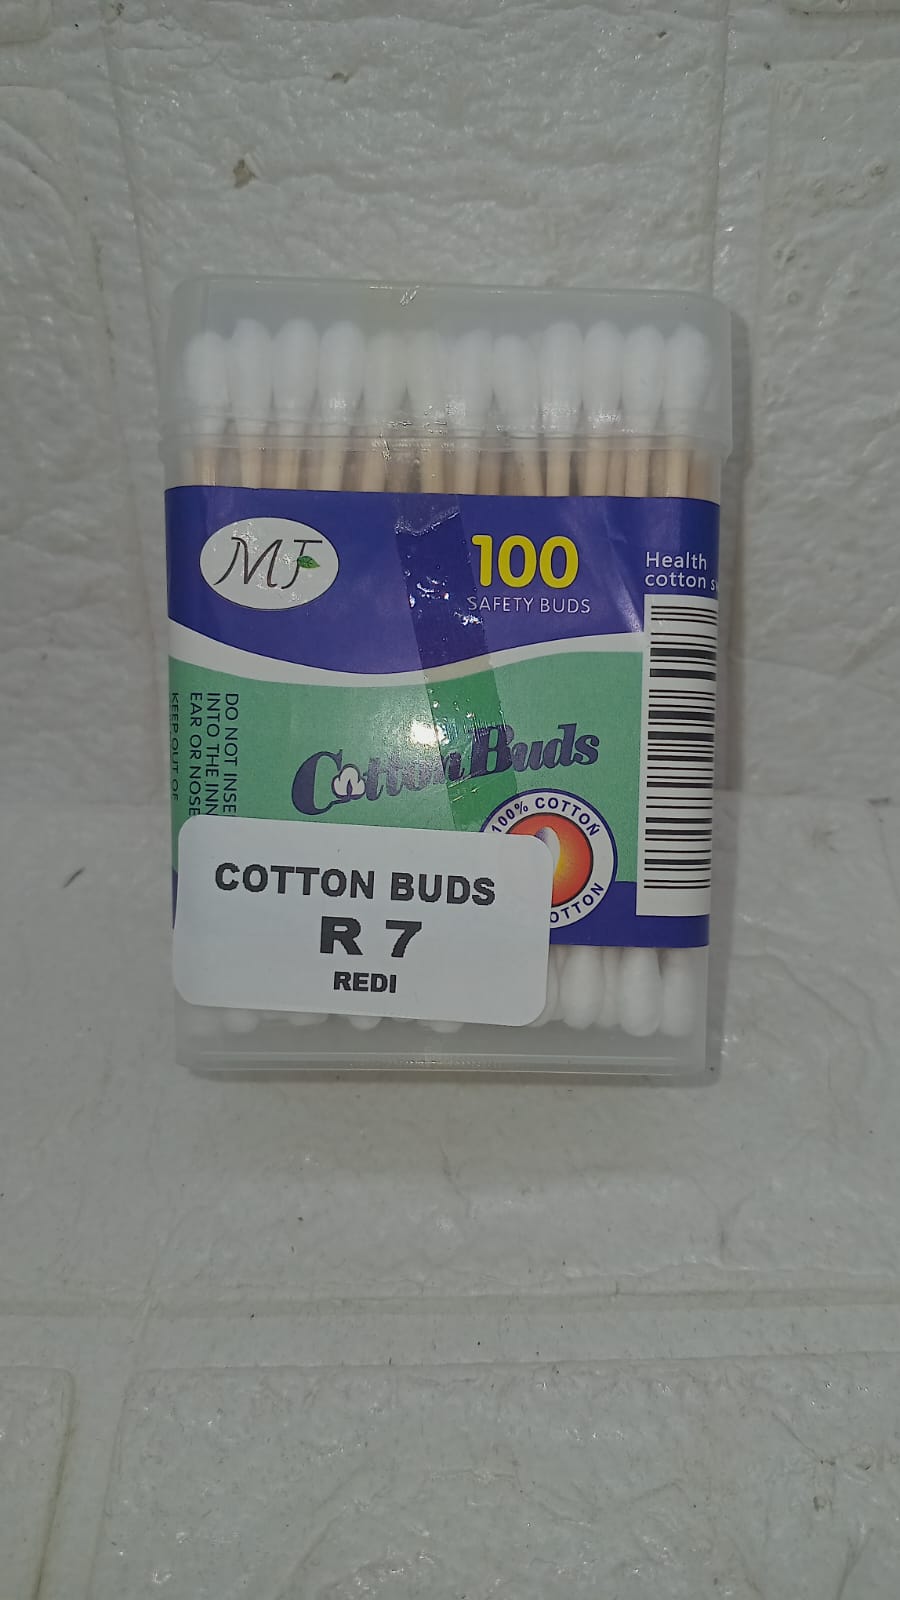 MF
100
SAFETY BUDS
Health
cotton
DO NOT INSE
INTO THE INN
EAR OR NOSE
KEEP OUT OF
Cotton Buds
100% COTTON
COTTON BUDS
R 7
REDI